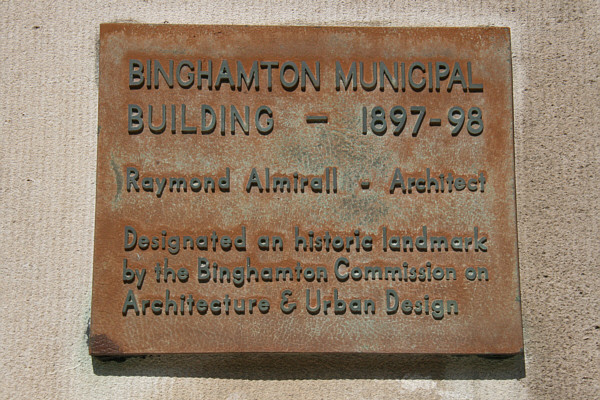 BINGHAMTON MUNICIPAL
BUILDING – 1897-98
Raymond Almirall - Architect
Designated an historic landmark
by the Binghamton Commission on
Architecture & Urban Design